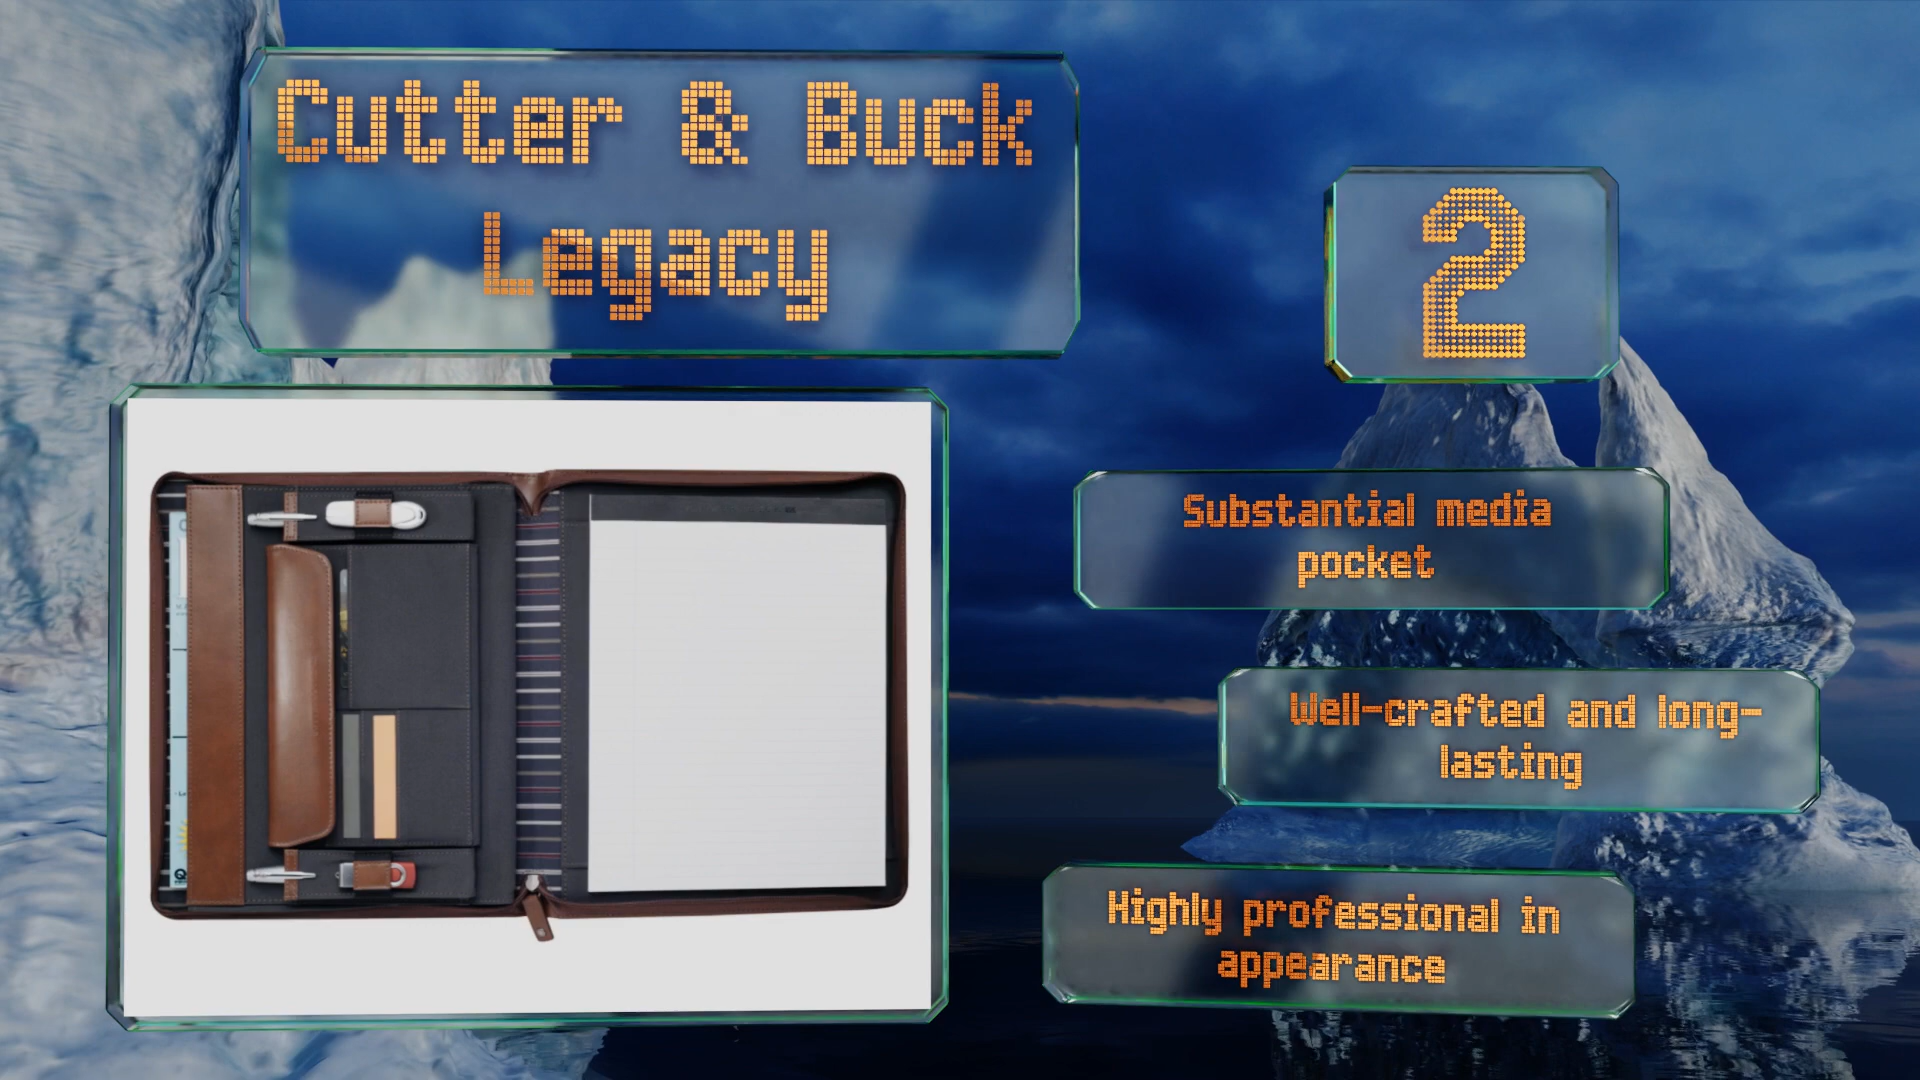 Cutter & Buck
Legacy
2
Substantial media
pocket
Well-crafted and long-
lasting
Highly professional in
appearance